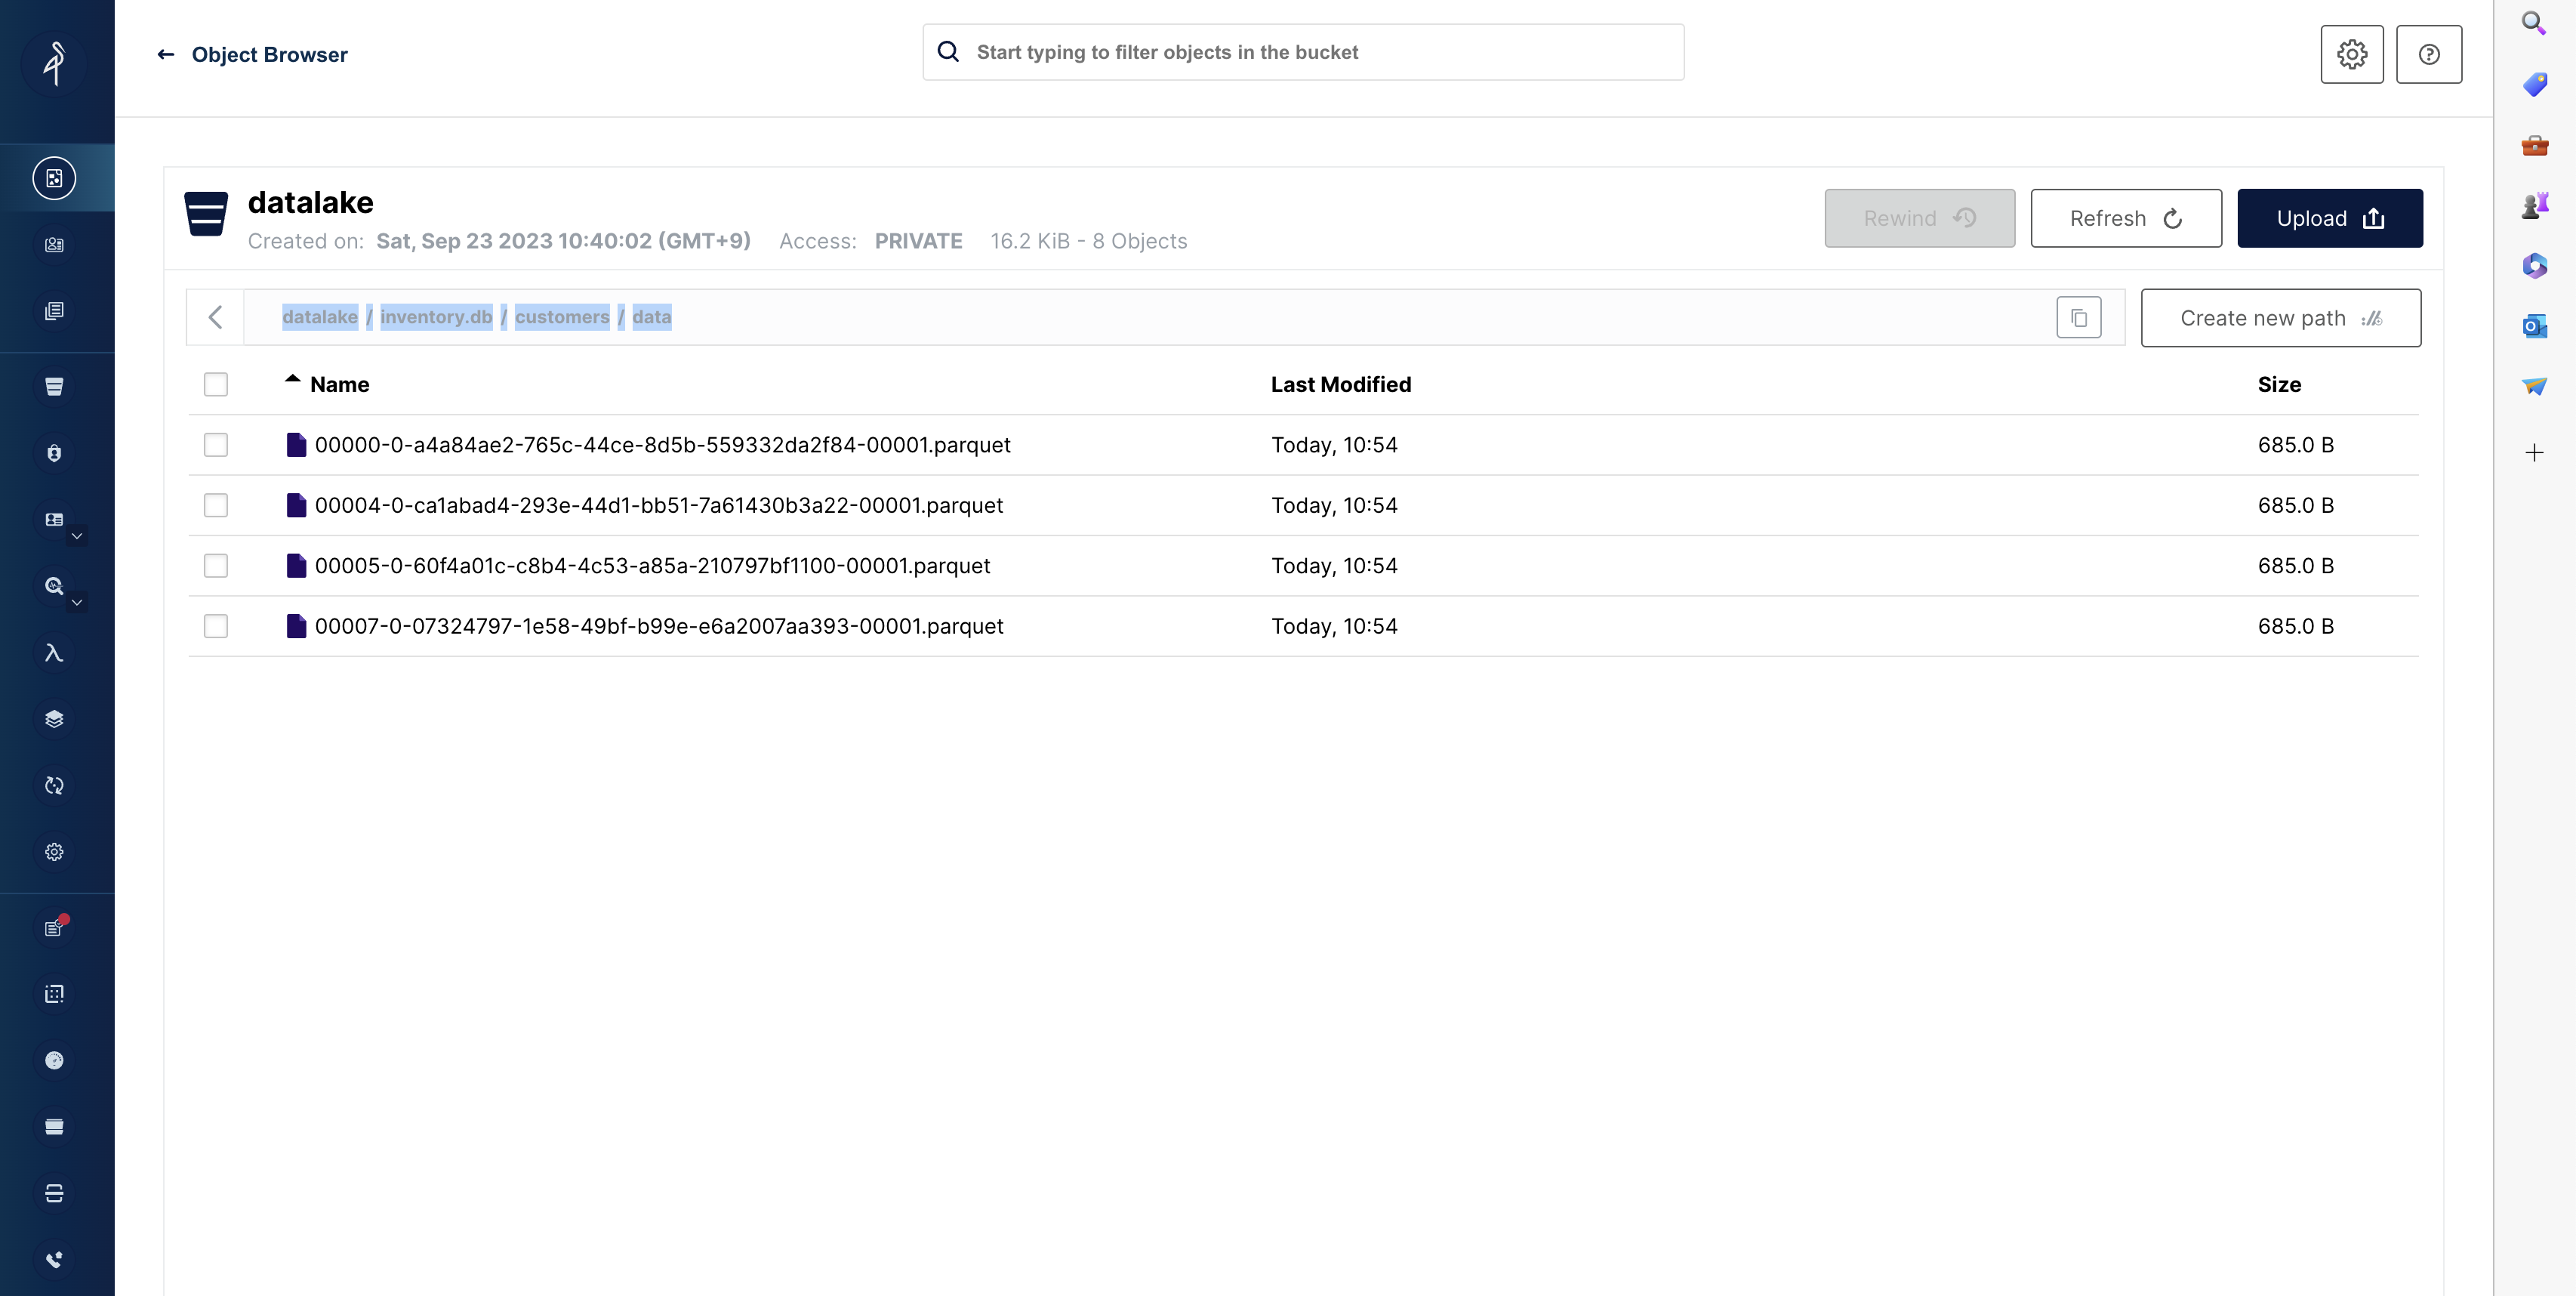 Object Browser
Start typing to filter objects in the bucket
datalake
Created on: Sat, Sep 23 2023 10:40:02 (GMT+9) Access: PRIVATE 16.2 KiB - 8 Objects
Rewind
Refresh
Upload
datalake / inventory.db / customers / data
Create new path
Name Last Modified Size
00000-0-a4a84ae2-765c-44ce-8d5b-559332da2f84-00001.parquet Today, 10:54 685.0 B
00004-0-ca1abad4-293e-44d1-bb51-7a61430b3a22-00001.parquet Today, 10:54 685.0 B
00005-0-60f4a01c-c8b4-4c53-a85a-210797bf1100-00001.parquet Today, 10:54 685.0 B
00007-0-07324797-1e58-49bf-b99e-e6a2007aa393-00001.parquet Today, 10:54 685.0 B